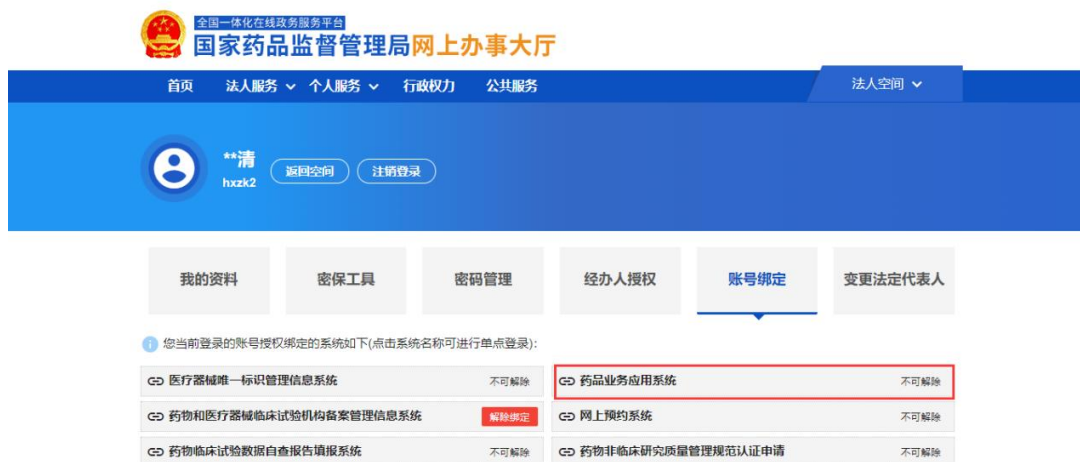 全国一体化在线政务服务平台
国家药品监督管理局网上办事大厅
首页 法人服务 个人服务 行政权力 公共服务 法人空间
**清
hxzk2
返回空间 注销登录
我的资料 密保工具 密码管理 经办人授权 账号绑定 变更法定代表人
您当前登录的账号授权绑定的系统如下(点击系统名称可进行单点登录):
医疗器械唯一标识管理信息系统 不可解除 药品业务应用系统 不可解除
药物和医疗器械临床试验机构备案管理信息系统 解除绑定 网上预约系统 不可解除
药物临床试验数据自查报告填报系统 不可解除 药物非临床研究质量管理规范认证申请 不可解除